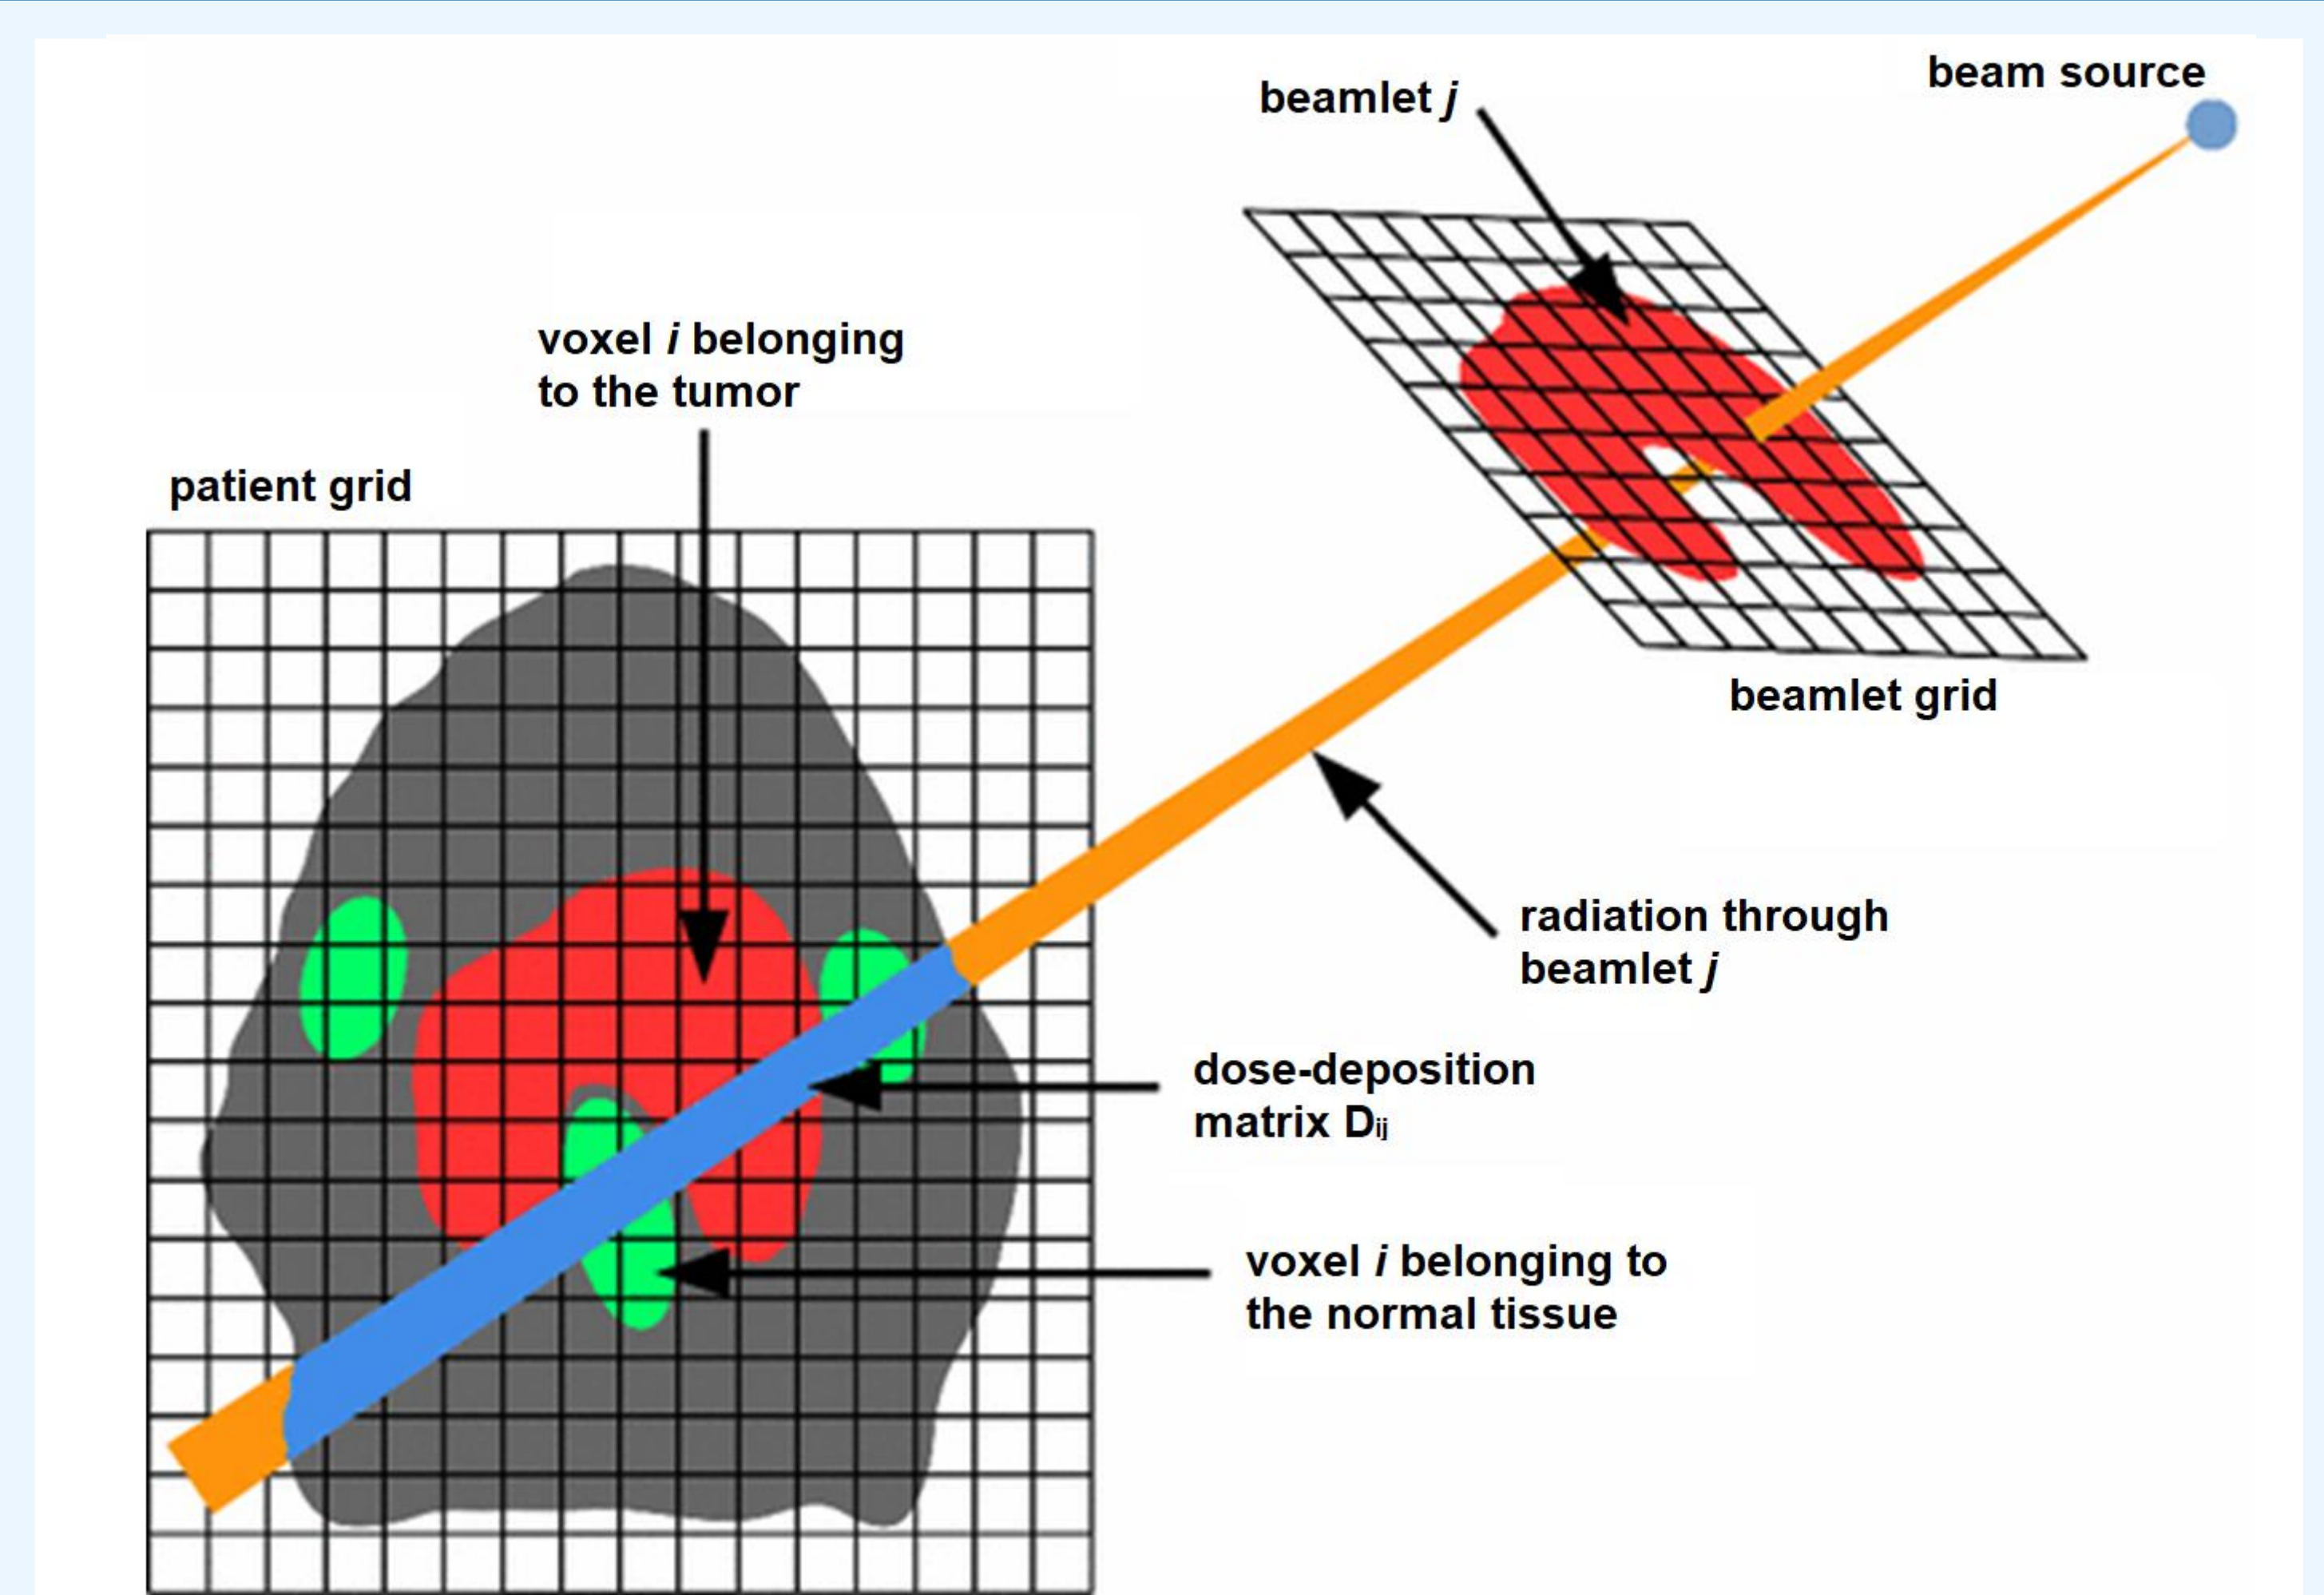 beam source
beamlet j
voxel i belonging
to the tumor
patient grid
beamlet grid
radiation through
beamlet j
dose-deposition
matrix Dij
voxel i belonging to
the normal tissue